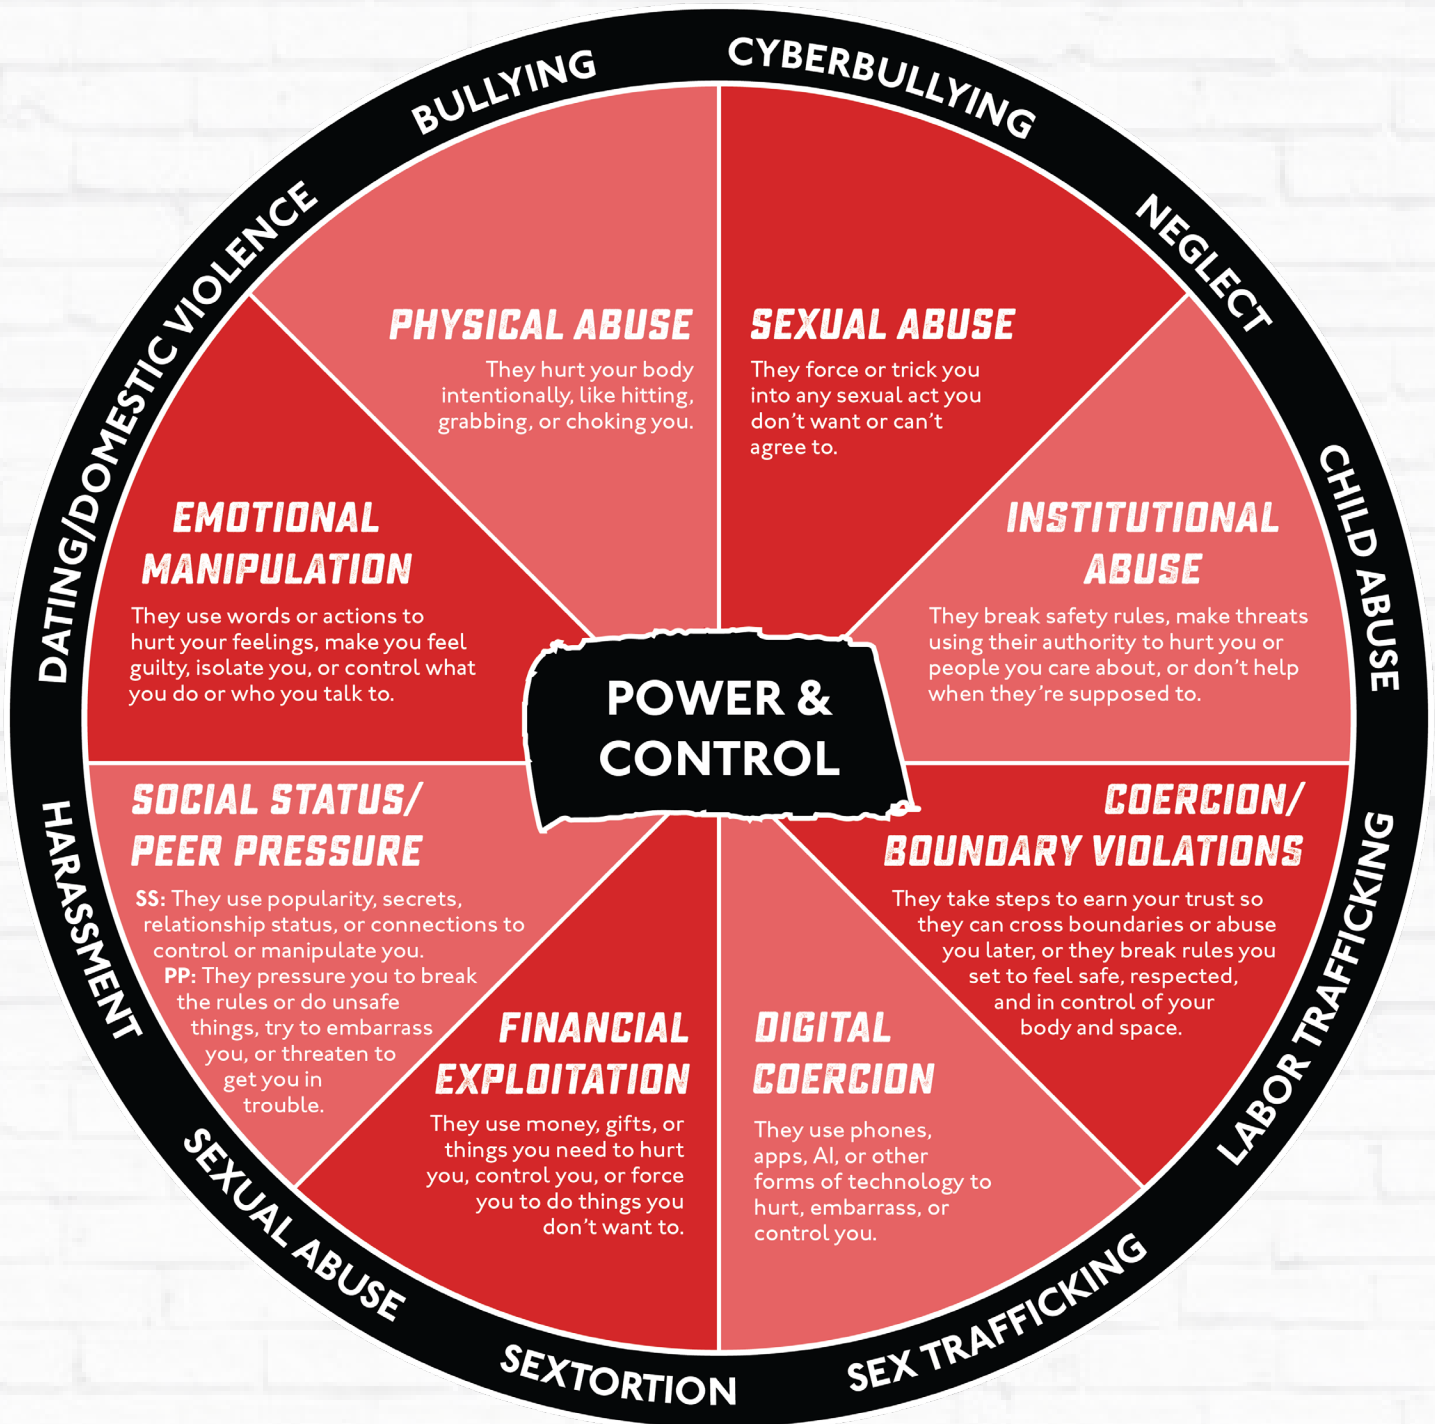 BULLYING
CYBERBULLYING
NEGLECT
CHILD ABUSE
LABOR TRAFFICKING
SEX TRAFFICKING
SEXTORTION
SEXUAL ABUSE
HARASSMENT
DATING/DOMESTIC VIOLENCE
PHYSICAL ABUSE
They hurt your body
intentionally, like hitting,
grabbing, or choking you.
SEXUAL ABUSE
They force or trick you
into any sexual act you
don't want or can't
agree to.
INSTITUTIONAL
ABUSE
They break safety rules, make threats
using their authority to hurt you or
people you care about, or don't help
when they're supposed to.
COERCION/
BOUNDARY VIOLATIONS
They take steps to earn your trust so
they can cross boundaries or abuse
you later, or they break rules you
set to feel safe, respected,
and in control of your
body and space.
DIGITAL
COERCION
They use phones,
apps, AI, or other
forms of technology to
hurt, embarrass, or
control you.
FINANCIAL
EXPLOITATION
They use money, gifts, or
things you need to hurt
you, control you, or force
you to do things you
don't want to.
SOCIAL STATUS/
PEER PRESSURE
SS: They use popularity, secrets,
relationship status, or connections to
control or manipulate you.
PP: They pressure you to break
the rules or do unsafe
things, try to embarrass
you, or threaten to
get you in
trouble.
EMOTIONAL
MANIPULATION
They use words or actions to
hurt your feelings, make you feel
guilty, isolate you, or control what
you do or who you talk to.
POWER &
CONTROL